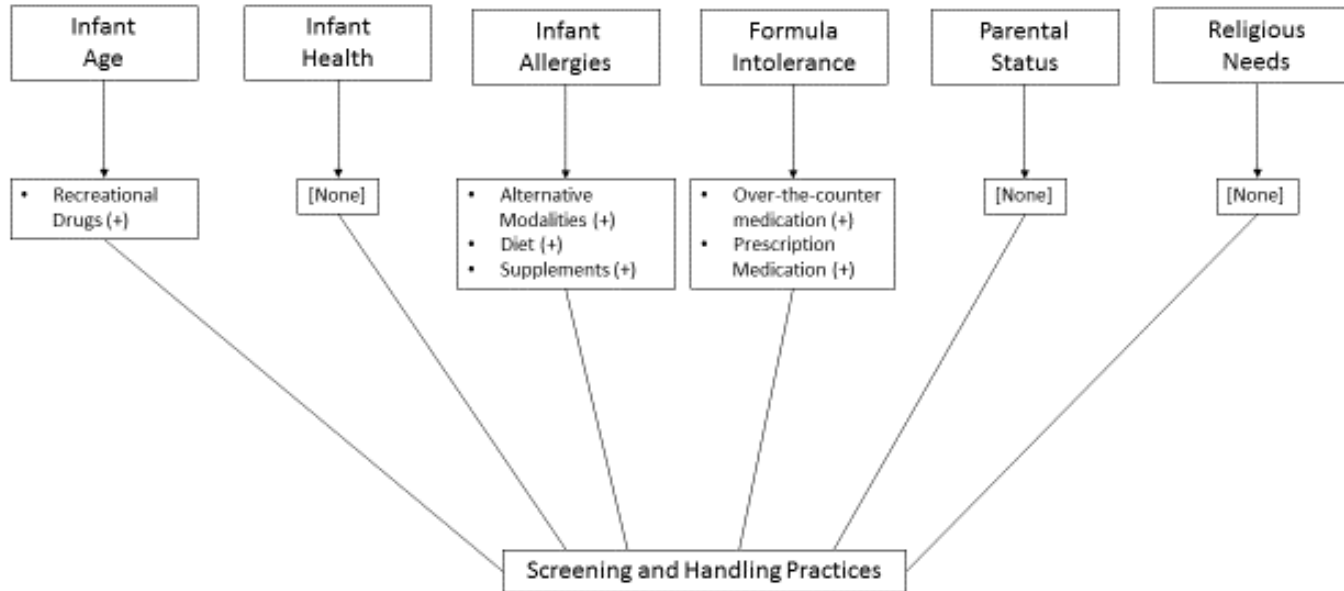 Infant
Age
Infant
Health
Infant
Allergies
Formula
Intolerance
Parental
Status
Religious
Needs
• Recreational
Drugs (+)
[None]
• Alternative
Modalities (+)
• Diet (+)
• Supplements (+)
• Over-the-counter
medication (+)
• Prescription
Medication (+)
[None]
[None]
Screening and Handling Practices